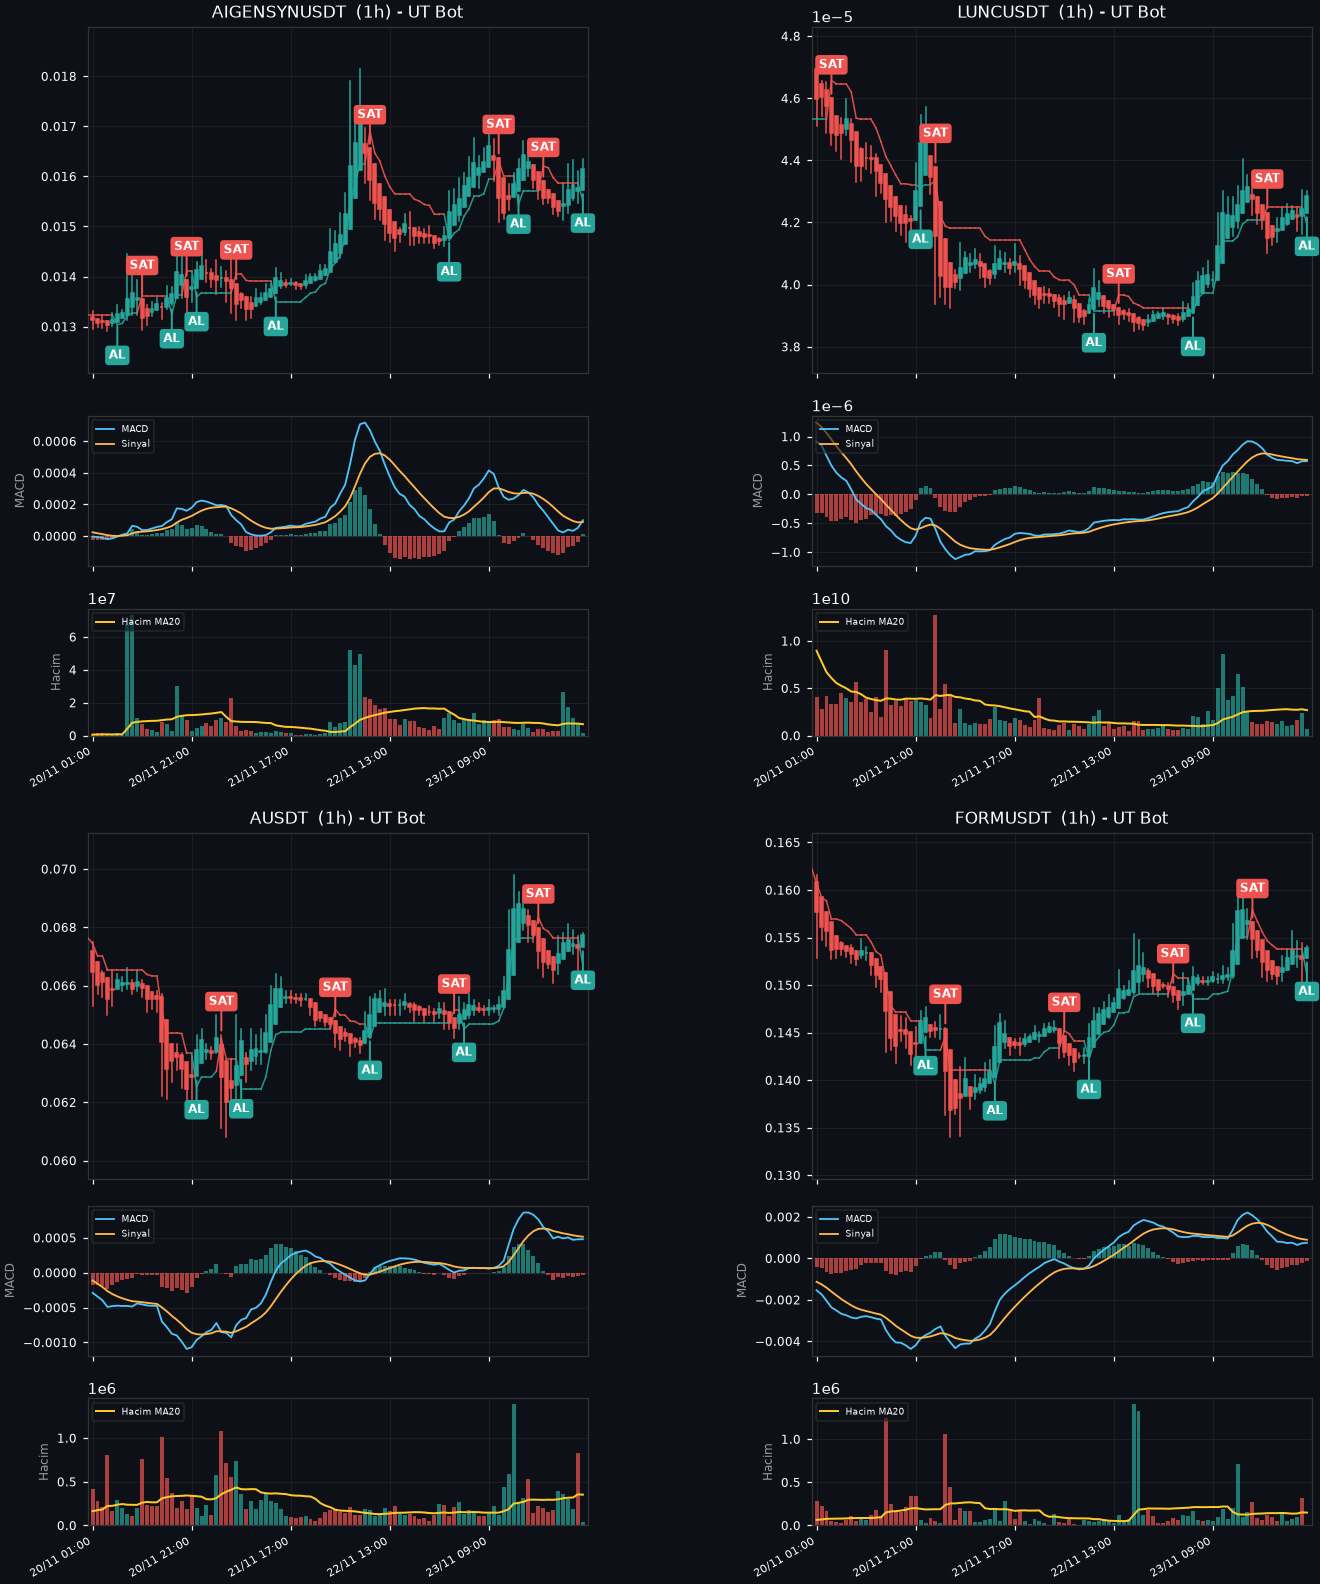 AIGENSYNUSDT (1h) - UT Bot
0.018
0.017
0.016
0.015
0.014
0.013
SAT
SAT
SAT
SAT
SAT
SAT
AL
AL
AL
AL
AL
AL
AL
MACD
0.0006
0.0004
0.0002
0.0000
MACD
Sinyal
1e7
Hacim
6
4
2
0
Hacim MA20
20/11 01:00
20/11 21:00
21/11 17:00
22/11 13:00
23/11 09:00
LUNCUSDT (1h) - UT Bot
1e−5
4.8
4.6
4.4
4.2
4.0
3.8
SAT
SAT
SAT
SAT
AL
AL
AL
AL
1e−6
MACD
1.0
0.5
0.0
−0.5
−1.0
MACD
Sinyal
1e10
Hacim
1.0
0.5
0.0
Hacim MA20
20/11 01:00
20/11 21:00
21/11 17:00
22/11 13:00
23/11 09:00
AUSDT (1h) - UT Bot
0.070
0.068
0.066
0.064
0.062
0.060
SAT
SAT
SAT
SAT
AL
AL
AL
AL
AL
MACD
0.0005
0.0000
−0.0005
−0.0010
MACD
Sinyal
1e6
Hacim
1.0
0.5
0.0
Hacim MA20
20/11 01:00
20/11 21:00
21/11 17:00
22/11 13:00
23/11 09:00
FORMUSDT (1h) - UT Bot
0.165
0.160
0.155
0.150
0.145
0.140
0.135
0.130
SAT
SAT
SAT
SAT
AL
AL
AL
AL
AL
MACD
0.002
0.000
−0.002
−0.004
MACD
Sinyal
1e6
Hacim
1.0
0.5
0.0
Hacim MA20
20/11 01:00
20/11 21:00
21/11 17:00
22/11 13:00
23/11 09:00